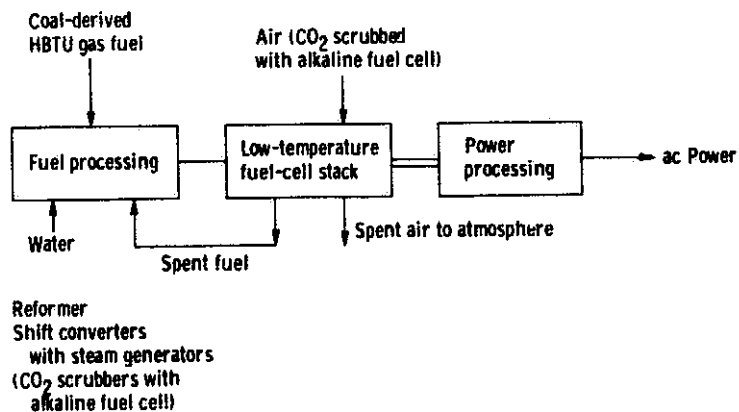 Coal-derived
HBTU gas fuel
Air (CO2 scrubbed
with alkaline fuel cell)
Fuel processing
Low-temperature
fuel-cell stack
Power
processing
ac Power
Water
Spent fuel
Spent air to atmosphere
Reformer
Shift converters
with steam generators
(CO2 scrubbers with
alkaline fuel cell)